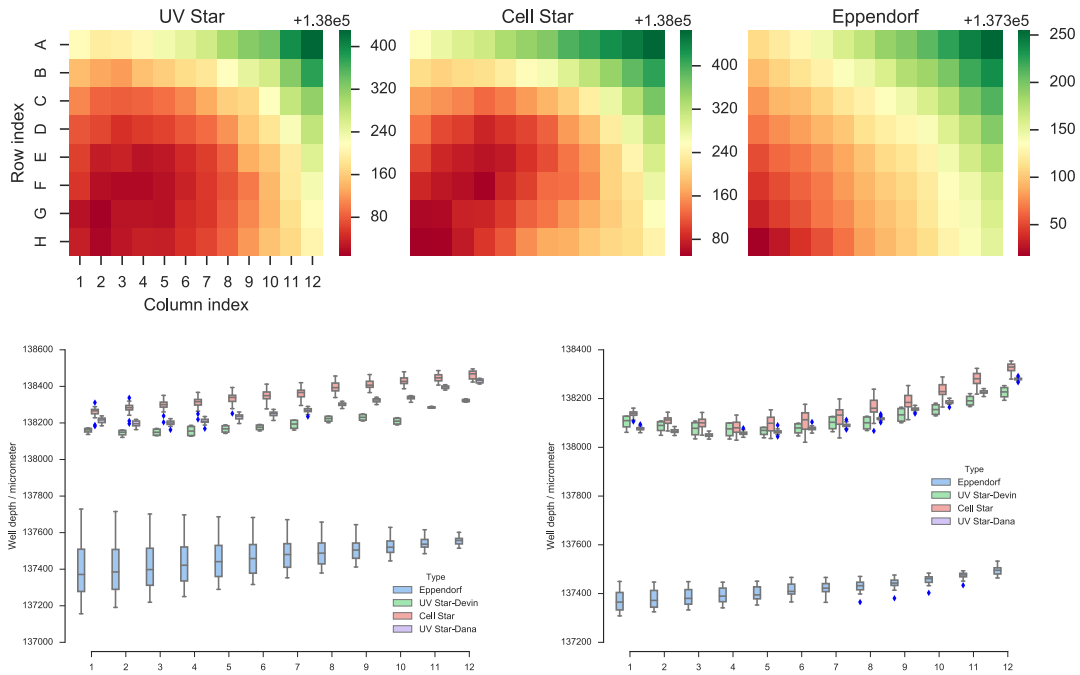 UV Star
+1.38e5
Cell Star
+1.38e5
Eppendorf
+1.373e5
Row index
A
B
C
D
E
F
G
H
400
320
240
160
80
400
320
240
160
80
250
200
150
100
50
1 2 3 4 5 6 7 8 9 10 11 12
Column index
Well depth / micrometer
138600
138400
138200
138000
137800
137600
137400
137200
137000
Type
Eppendorf
UV Star-Devin
Cell Star
UV Star-Dana
1 2 3 4 5 6 7 8 9 10 11 12
Well depth / micrometer
138400
138200
138000
137800
137600
137400
137200
Type
Eppendorf
UV Star-Devin
Cell Star
UV Star-Dana
1 2 3 4 5 6 7 8 9 10 11 12